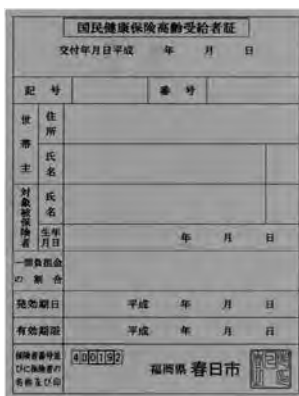 国民健康保険高齢受給者証
交付年月日平成 年 月 日
記号 番号
世帯主
住所
氏名
対象被保険者
氏名
生年月日 年 月 日
一部負担金
の割合
発効期日 平成 年 月 日
有効期限 平成 年 月 日
保険者番号並
びに保険者の
名称及び印
400192
福岡県 春日市